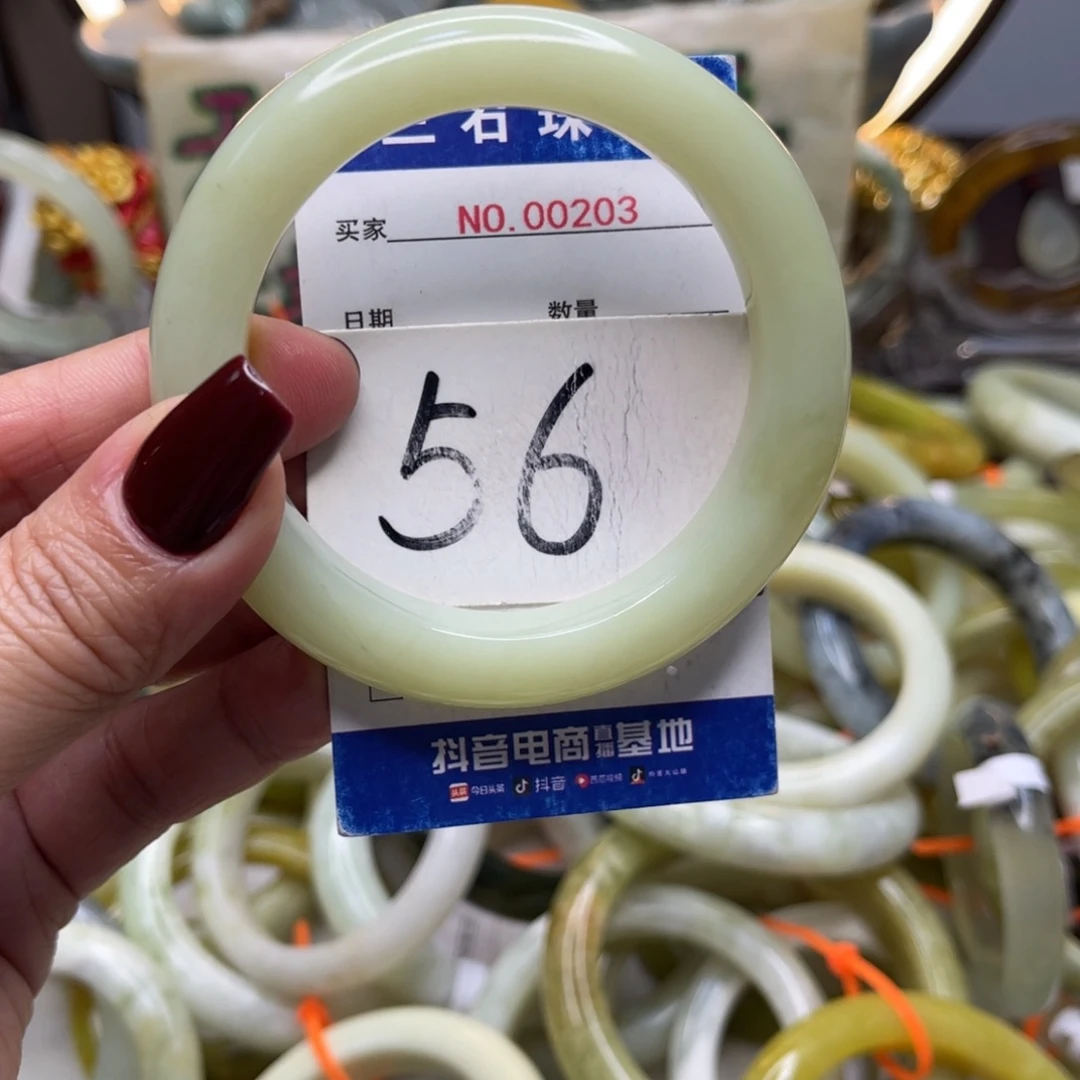 玉石珠
买家 NO.00203
日期 数量
56
抖音电商直播基地
今日头条 抖音 西瓜视频